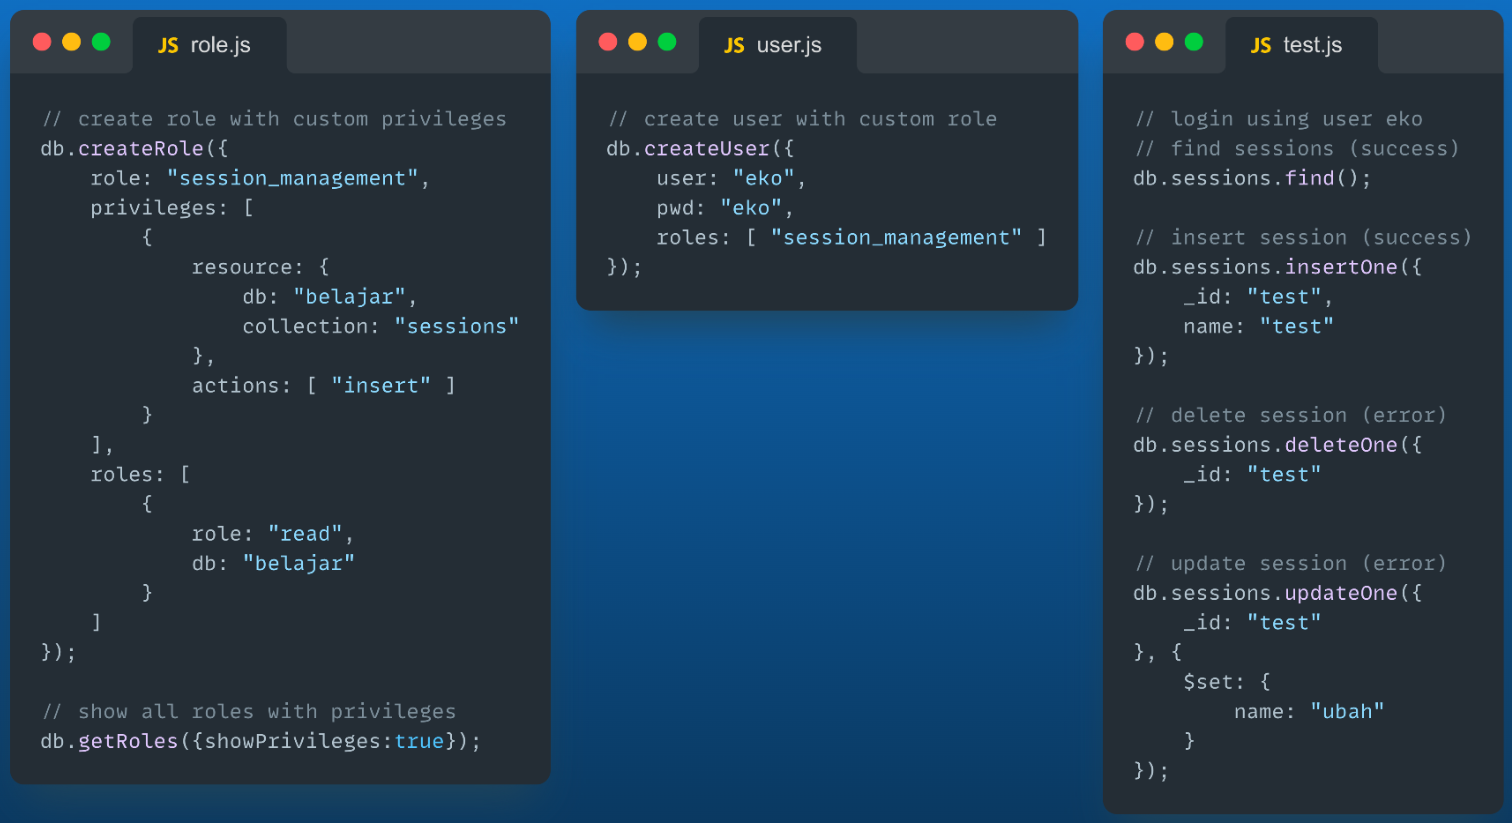 JS role.js
// create role with custom privileges
db.createRole({
    role: "session_management",
    privileges: [
        {
            resource: {
                db: "belajar",
                collection: "sessions"
            },
            actions: [ "insert" ]
        }
    ],
    roles: [
        {
            role: "read",
            db: "belajar"
        }
    ]
});

// show all roles with privileges
db.getRoles({showPrivileges:true});

JS user.js
// create user with custom role
db.createUser({
    user: "eko",
    pwd: "eko",
    roles: [ "session_management" ]
});

JS test.js
// login using user eko
// find sessions (success)
db.sessions.find();

// insert session (success)
db.sessions.insertOne({
    _id: "test",
    name: "test"
});

// delete session (error)
db.sessions.deleteOne({
    _id: "test"
});

// update session (error)
db.sessions.updateOne({
    _id: "test"
}, {
    $set: {
        name: "ubah"
    }
});